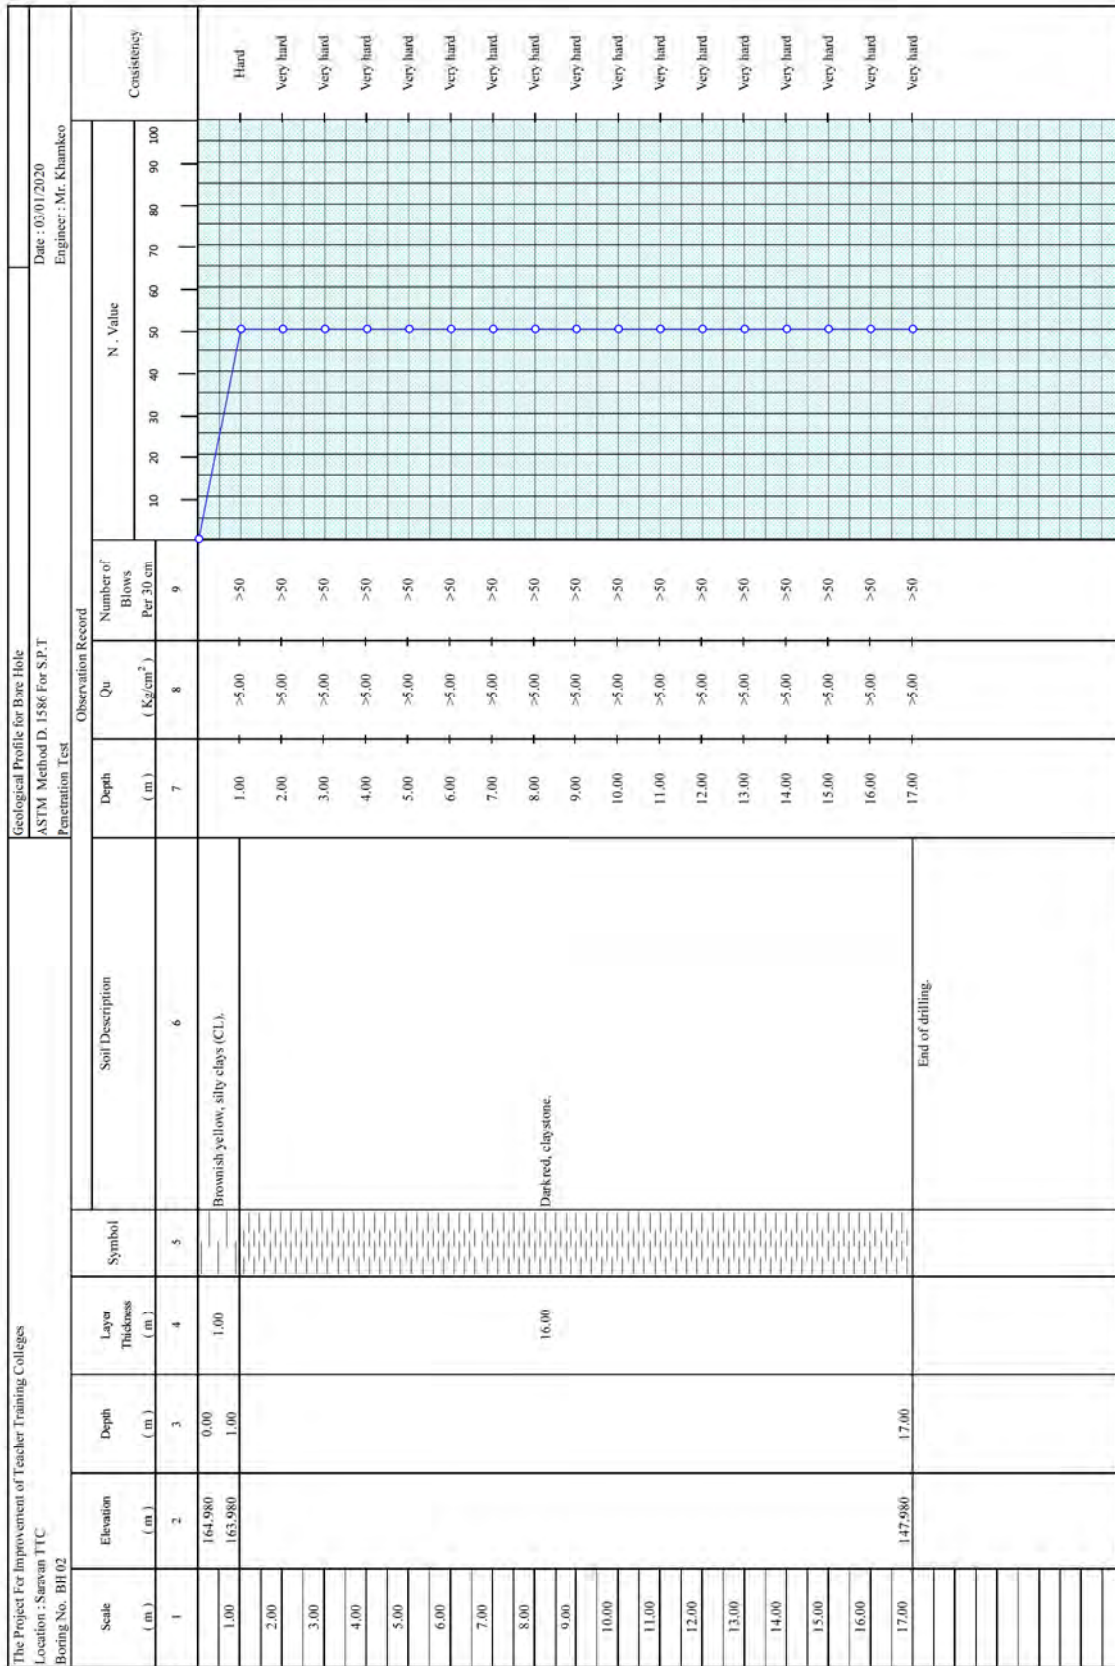 The Project For Improvement of Teacher Training Colleges
Geological Profile for Bore Hole
Location : Saravan TTC
ASTM Method D. 1586 For S.P.T
Date : 03/01/2020
Boring No. BH 02
Penetration Test
Engineer : Mr. Khamkeo
Observation Record
Scale
( m )
Elevation
( m )
Depth
( m )
Layer
Thickness
( m )
Symbol
Soil Description
Depth
( m )
Qu
( Kg/cm² )
Number of
Blows
Per 30 cm
N . Value
10 20 30 40 50 60 70 80 90 100
Consistency
1 2 3 4 5 6 7 8 9
164.980 0.00
1.00 163.980 1.00 1.00 Brownish yellow, silty clays (CL). 1.00 >5.00 >50 Hard
2.00 2.00 >5.00 >50 Very hard
3.00 3.00 >5.00 >50 Very hard
4.00 4.00 >5.00 >50 Very hard
5.00 5.00 >5.00 >50 Very hard
6.00 6.00 >5.00 >50 Very hard
7.00 7.00 >5.00 >50 Very hard
8.00 8.00 >5.00 >50 Very hard
16.00 Darkred, claystone.
9.00 9.00 >5.00 >50 Very hard
10.00 10.00 >5.00 >50 Very hard
11.00 11.00 >5.00 >50 Very hard
12.00 12.00 >5.00 >50 Very hard
13.00 13.00 >5.00 >50 Very hard
14.00 14.00 >5.00 >50 Very hard
15.00 15.00 >5.00 >50 Very hard
16.00 16.00 >5.00 >50 Very hard
17.00 147.980 17.00 17.00 >5.00 >50 Very hard
End of drilling.